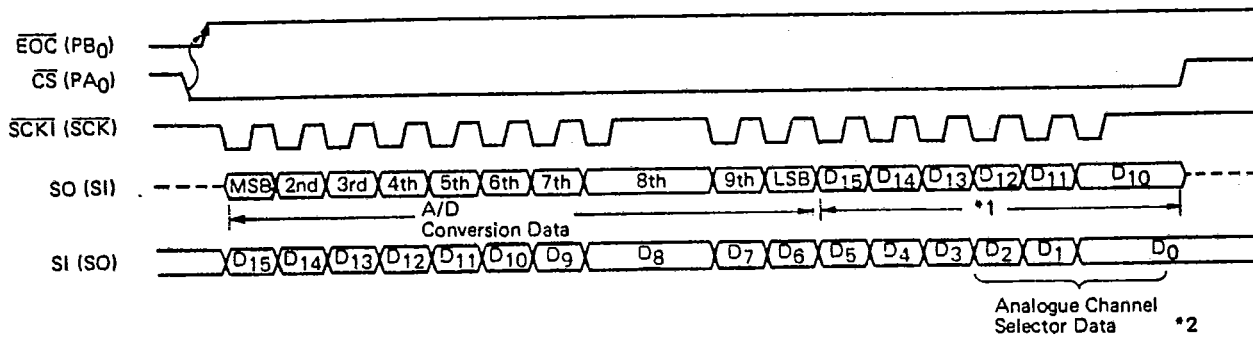 EOC (PB0)
CS (PA0)
SCKI (SCK)
SO (SI) MSB 2nd 3rd 4th 5th 6th 7th 8th 9th LSB D15 D14 D13 D12 D11 D10
A/D
Conversion Data
*1
SI (SO) D15 D14 D13 D12 D11 D10 D9 D8 D7 D6 D5 D4 D3 D2 D1 D0
Analogue Channel
Selector Data *2